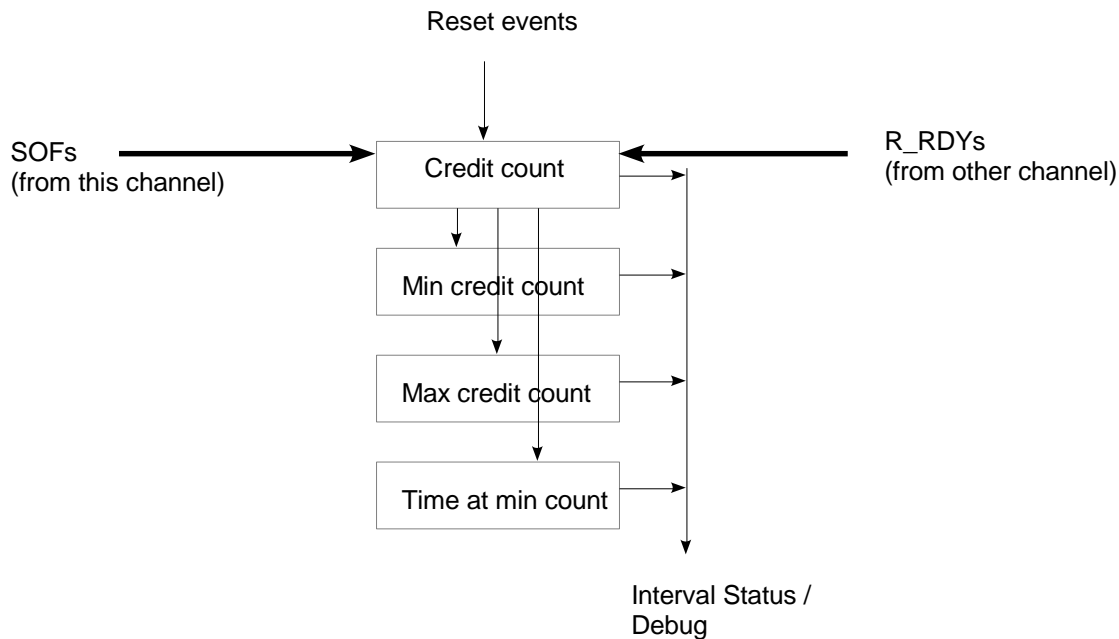 Reset events
SOFs
(from this channel)
R_RDYs
(from other channel)
Credit count
Min credit count
Max credit count
Time at min count
Interval Status /
Debug